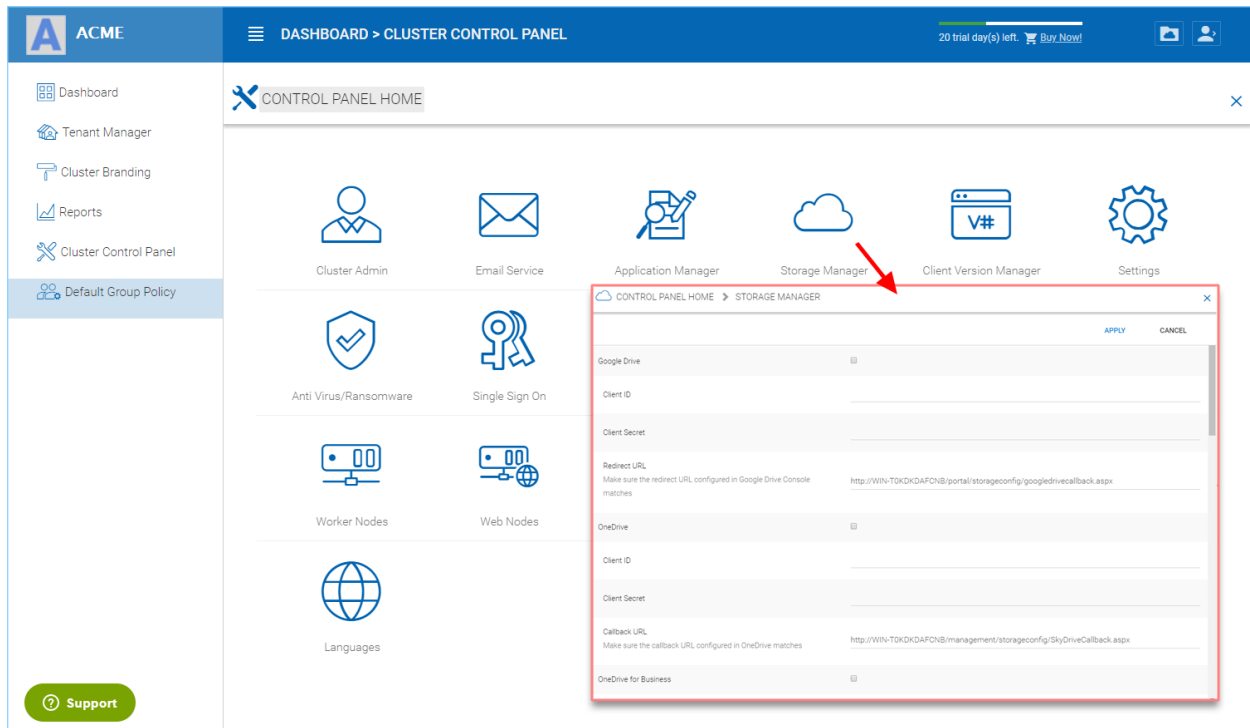 A ACME
DASHBOARD > CLUSTER CONTROL PANEL
20 trial day(s) left. Buy Now!
Dashboard
Tenant Manager
Cluster Branding
Reports
Cluster Control Panel
Default Group Policy
Support
CONTROL PANEL HOME
Cluster Admin
Email Service
Application Manager
Storage Manager
V#
Client Version Manager
Settings
Anti Virus/Ransomware
Single Sign On
Worker Nodes
Web Nodes
Languages
CONTROL PANEL HOME > STORAGE MANAGER
APPLY CANCEL
Google Drive
Client ID
Client Secret
Redirect URL
Make sure the redirect URL configured in Google Drive Console
matches
http://WIN-T0KDKDAFCNB/portal/storageconfig/googledrivecallback.aspx
OneDrive
Client ID
Client Secret
Callback URL
Make sure the callback URL configured in OneDrive matches
http://WIN-T0KDKDAFCNB/management/storageconfig/SkyDriveCallback.aspx
OneDrive for Business